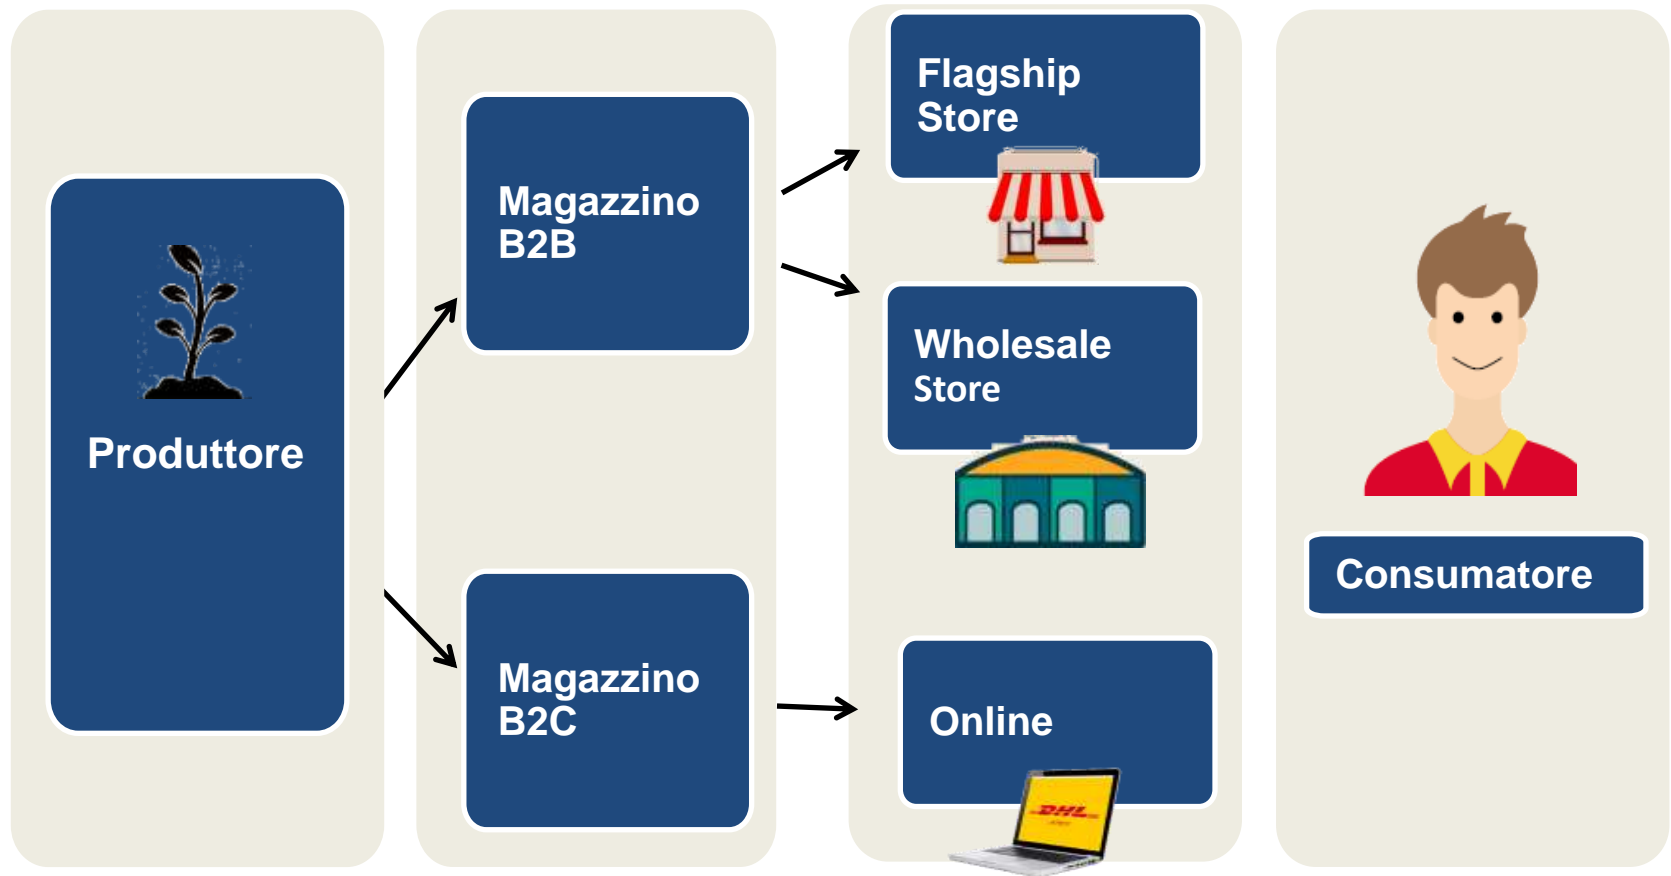 Produttore
Magazzino
B2B
Magazzino
B2C
Flagship
Store
Wholesale
Store
Online
DHL
Consumatore